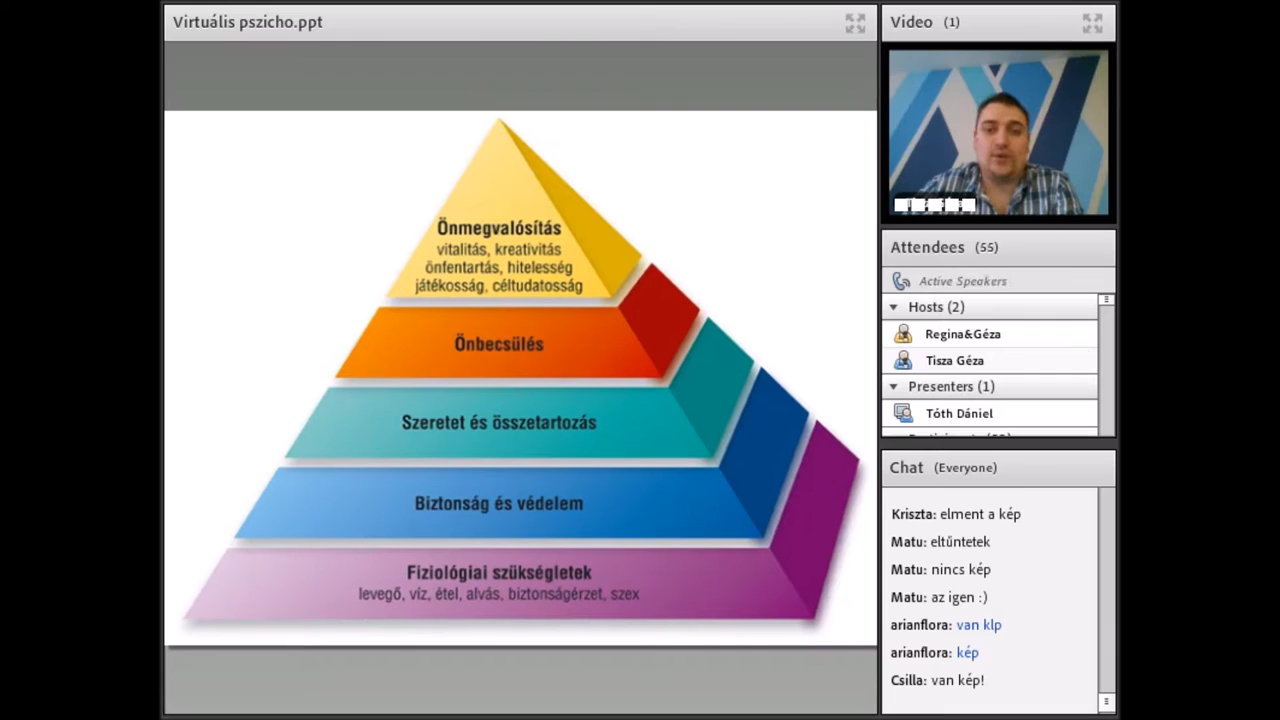 Virtuális pszicho.ppt
Önmegvalósítás
vitalitás, kreativitás
önfentartás, hitelesség
játékosság, céltudatosság
Önbecsülés
Szeretet és összetartozás
Biztonság és védelem
Fiziológiai szükségletek
levegő, víz, étel, alvás, biztonságérzet, szex
Video (1)
Attendees (55)
Active Speakers
Hosts (2)
Regina&Géza
Tisza Géza
Presenters (1)
Tóth Dániel
Chat (Everyone)
Kriszta: elment a kép
Matu: eltűntetek
Matu: nincs kép
Matu: az igen :)
arianflora: van klp
arianflora: kép
Csilla: van kép!